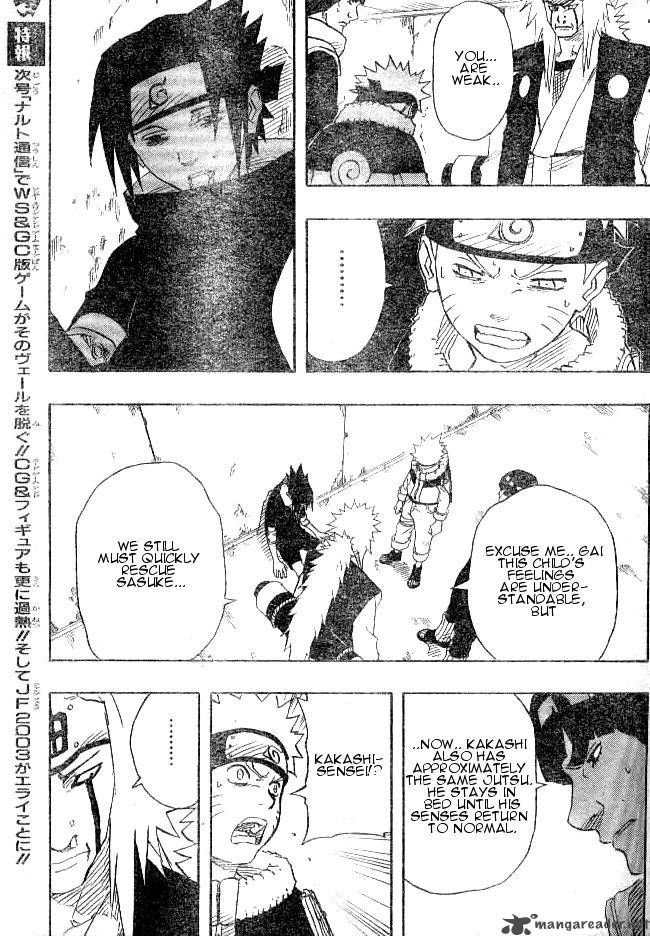 YOU...
ARE
WEAK..
.........
EXCUSE ME.. GAI
THIS CHILD'S
FEELINGS
ARE UNDER-
STANDABLE,
BUT
WE STILL
MUST QUICKLY
RESCUE
SASUKE...
..NOW.. KAKASHI
ALSO HAS
APPROXIMATELY
THE SAME JUTSU.
HE STAYS IN
BED UNTIL HIS
SENSES RETURN
TO NORMAL.
KAKASHI-
SENSEI!?
.........
特報
次号「ナルト通信」でWS&GC版ゲームがそのヴェールを脱ぐ!!CG&フィギュアも更に過熱!!そしてJF2003がエライことに!!
mangareader.net